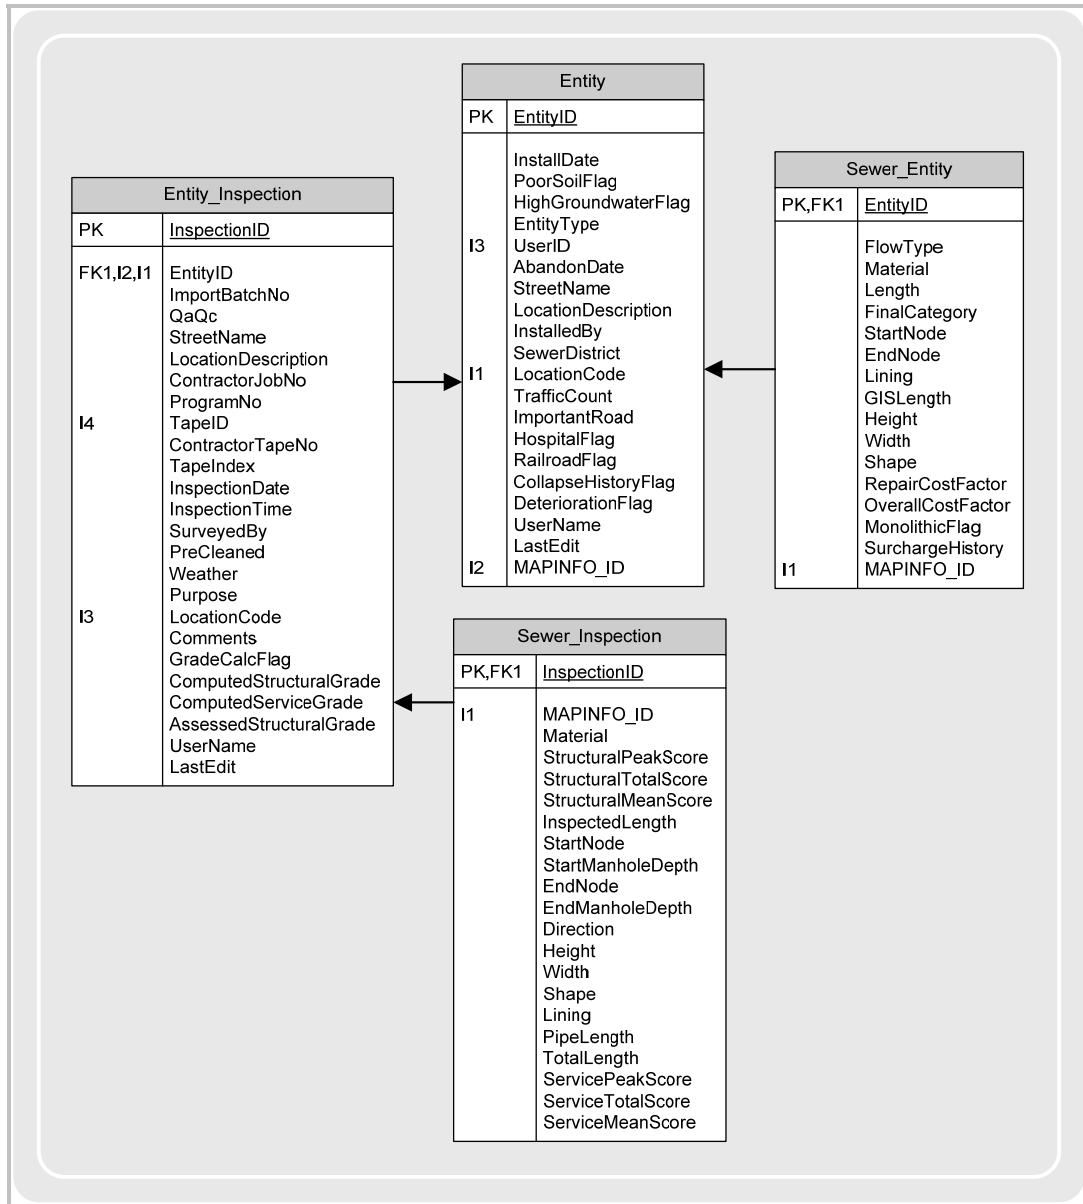 Entity
PK EntityID
InstallDate
PoorSoilFlag
HighGroundwaterFlag
EntityType
I3 UserID
AbandonDate
StreetName
LocationDescription
InstalledBy
SewerDistrict
I1 LocationCode
TrafficCount
ImportantRoad
HospitalFlag
RailroadFlag
CollapseHistoryFlag
DeteriorationFlag
UserName
LastEdit
I2 MAPINFO_ID
Sewer_Entity
PK,FK1 EntityID
FlowType
Material
Length
FinalCategory
StartNode
EndNode
Lining
GISLength
Height
Width
Shape
RepairCostFactor
OverallCostFactor
MonolithicFlag
SurchargeHistory
I1 MAPINFO_ID
Entity_Inspection
PK InspectionID
FK1,I2,I1 EntityID
ImportBatchNo
QaQc
StreetName
LocationDescription
ContractorJobNo
ProgramNo
I4 TapeID
ContractorTapeNo
TapeIndex
InspectionDate
InspectionTime
SurveyedBy
PreCleaned
Weather
Purpose
I3 LocationCode
Comments
GradeCalcFlag
ComputedStructuralGrade
ComputedServiceGrade
AssessedStructuralGrade
UserName
LastEdit
Sewer_Inspection
PK,FK1 InspectionID
I1 MAPINFO_ID
Material
StructuralPeakScore
StructuralTotalScore
StructuralMeanScore
InspectedLength
StartNode
StartManholeDepth
EndNode
EndManholeDepth
Direction
Height
Width
Shape
Lining
PipeLength
TotalLength
ServicePeakScore
ServiceTotalScore
ServiceMeanScore